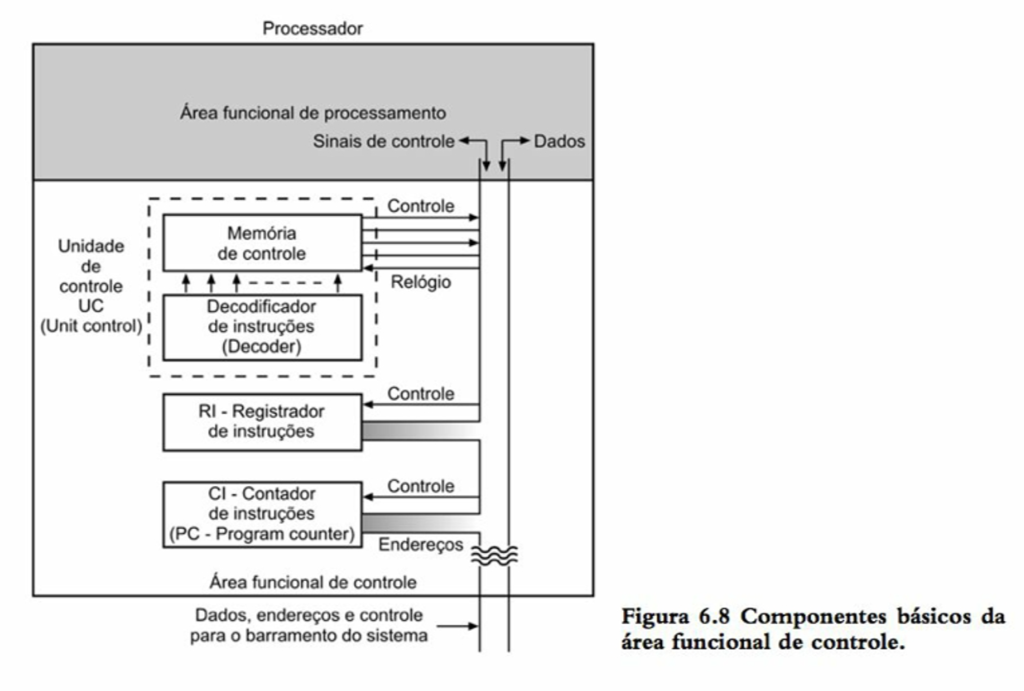 Processador
Área funcional de processamento
Sinais de controle
Dados
Controle
Memória
de controle
Unidade
de
controle
UC
(Unit control)
Relógio
Decodificador
de instruções
(Decoder)
Controle
RI - Registrador
de instruções
Controle
CI - Contador
de instruções
(PC - Program counter)
Endereços
Área funcional de controle
Dados, endereços e controle
para o barramento do sistema
Figura 6.8 Componentes básicos da
área funcional de controle.